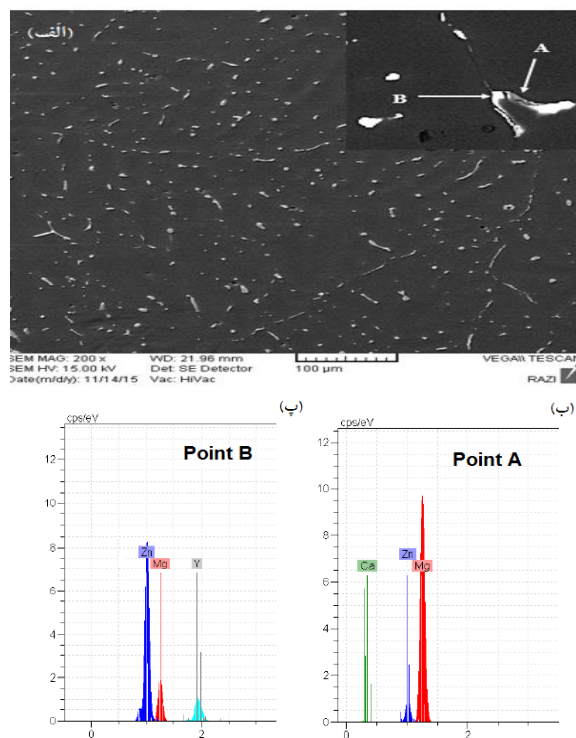 (الف)
A
B
SEM MAG: 200 x
WD: 21.96 mm
VEGA\\ TESCAN
SEM HV: 15.00 kV
Det: SE Detector
100 µm
Date(m/d/y): 11/14/15
Vac: HiVac
RAZI
(پ)
cps/eV
Point B
12
10
8
6
4
2
0
Zn
Mg
Y
0
2
(ب)
cps/eV
Point A
12
10
8
6
4
2
0
Ca
Zn
Mg
0
2